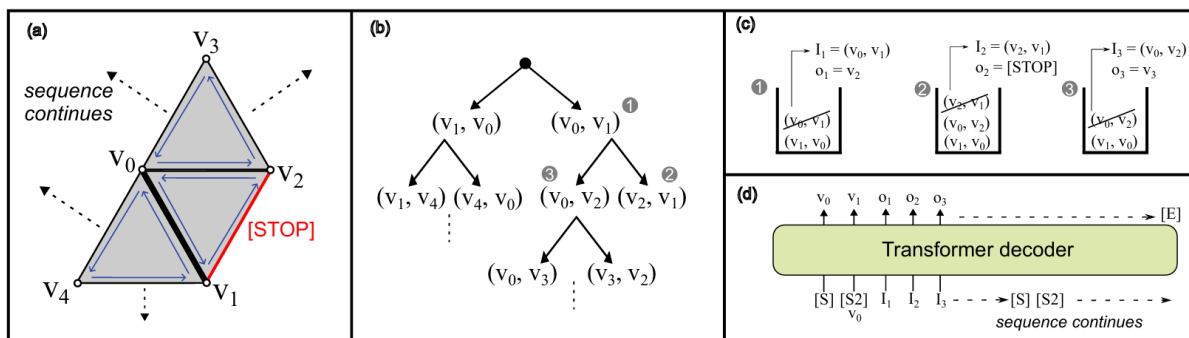 (a)
V3
sequence
continues
V0
V2
[STOP]
V4
V1
(b)
(v1, v0)
(v0, v1)
1
(v1, v4)
(v4, v0)
3
(v0, v2)
2
(v2, v1)
(v0, v3)
(v3, v2)
(c)
1
I1 = (v0, v1)
o1 = v2
(v0, v1)
(v1, v0)
2
I2 = (v2, v1)
o2 = [STOP]
(v2, v1)
(v0, v2)
(v1, v0)
3
I3 = (v0, v2)
o3 = v3
(v0, v2)
(v1, v0)
(d)
v0 v1 o1 o2 o3 [E]
Transformer decoder
[S] [S2] I1 I2 I3 [S] [S2]
v0
sequence continues